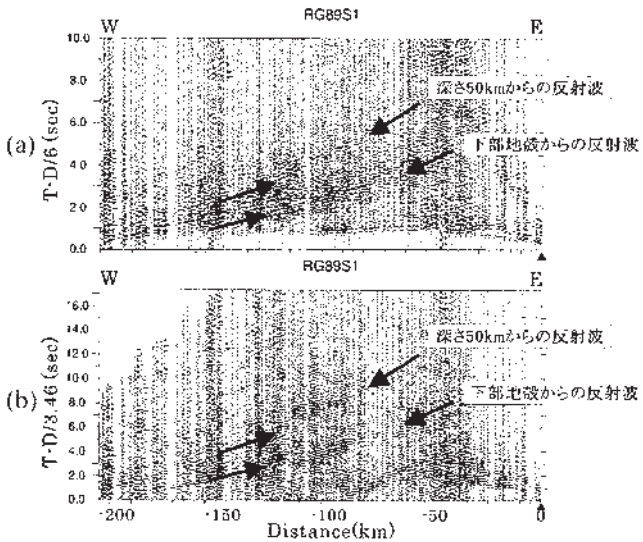 RG89S1
W E
10.0
深さ50kmからの反射波
8.0
6.0
下部地殻からの反射波
(a)
T-D/6 (sec)
4.0
2.0
0.0
RG89S1
W E
16.0
14.0
深さ50kmからの反射波
12.0
10.0
下部地殻からの反射波
8.0
(b)
T-D/3.46 (sec)
6.0
4.0
2.0
0.0
-200 -150 -100 -50 0
Distance(km)